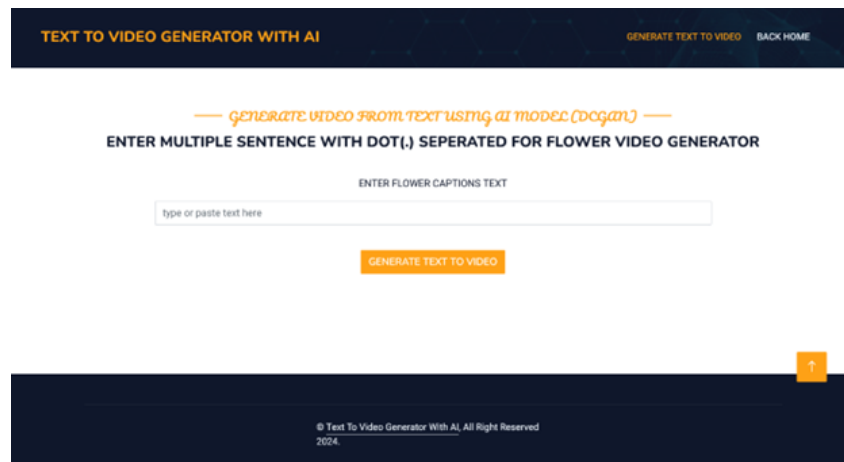 TEXT TO VIDEO GENERATOR WITH AI
GENERATE TEXT TO VIDEO BACK HOME
GENERATE VIDEO FROM TEXT USING AI MODEL (DCGAN)
ENTER MULTIPLE SENTENCE WITH DOT(.) SEPERATED FOR FLOWER VIDEO GENERATOR
ENTER FLOWER CAPTIONS TEXT
type or paste text here
GENERATE TEXT TO VIDEO
© Text To Video Generator With AI, All Right Reserved
2024.